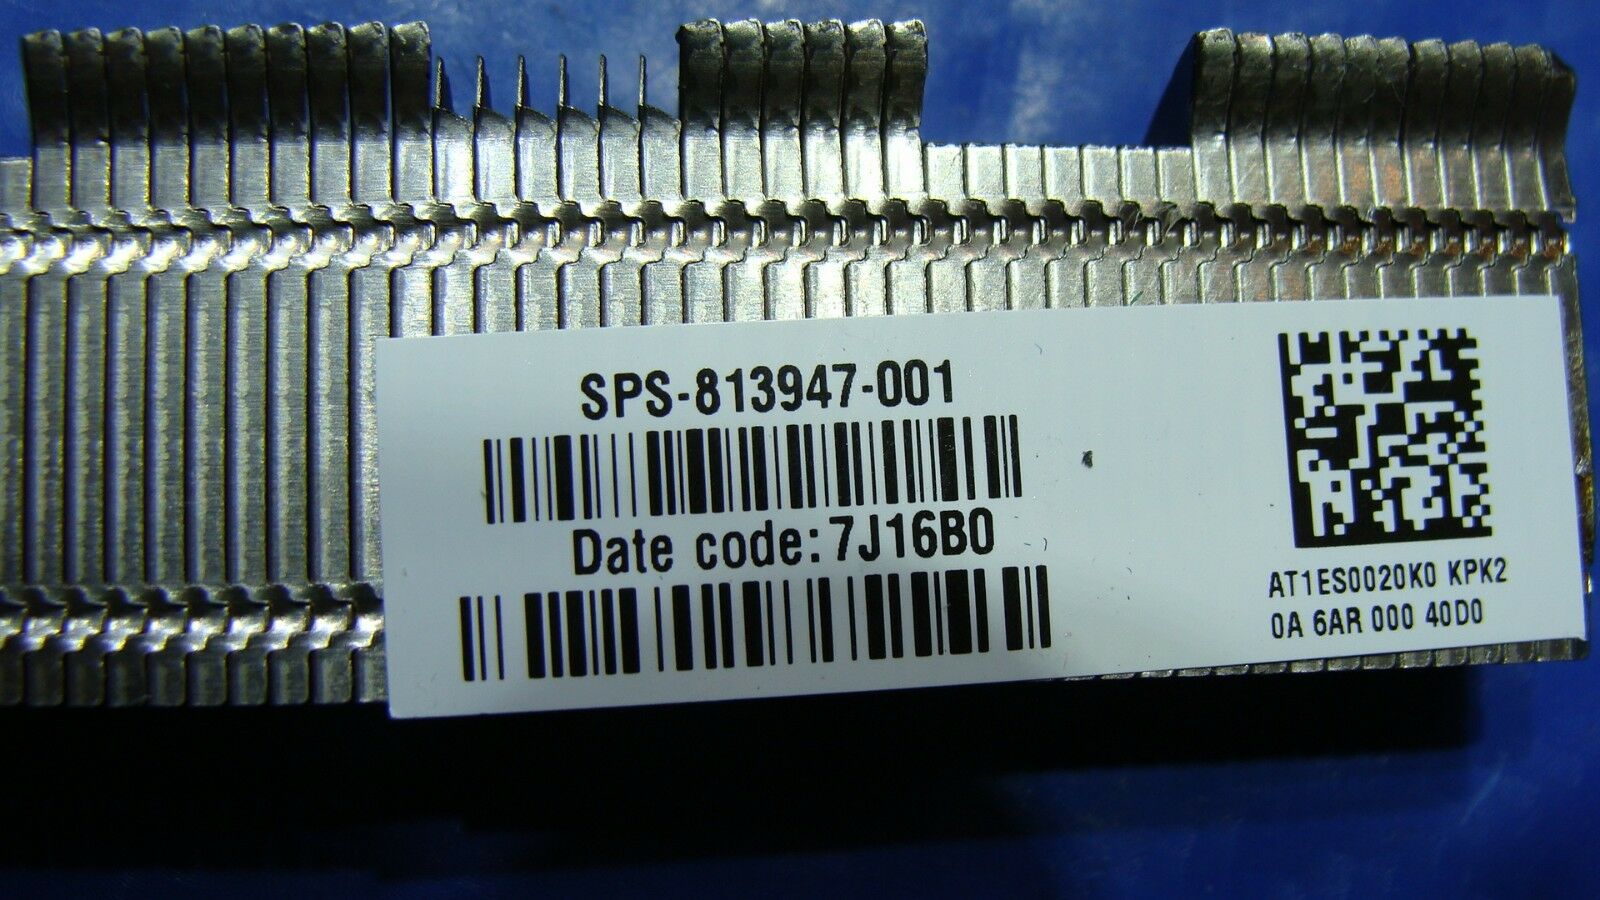 SPS-813947-001
Date code:7J16B0
AT1ES0020K0 KPK2
0A 6AR 000 40D0